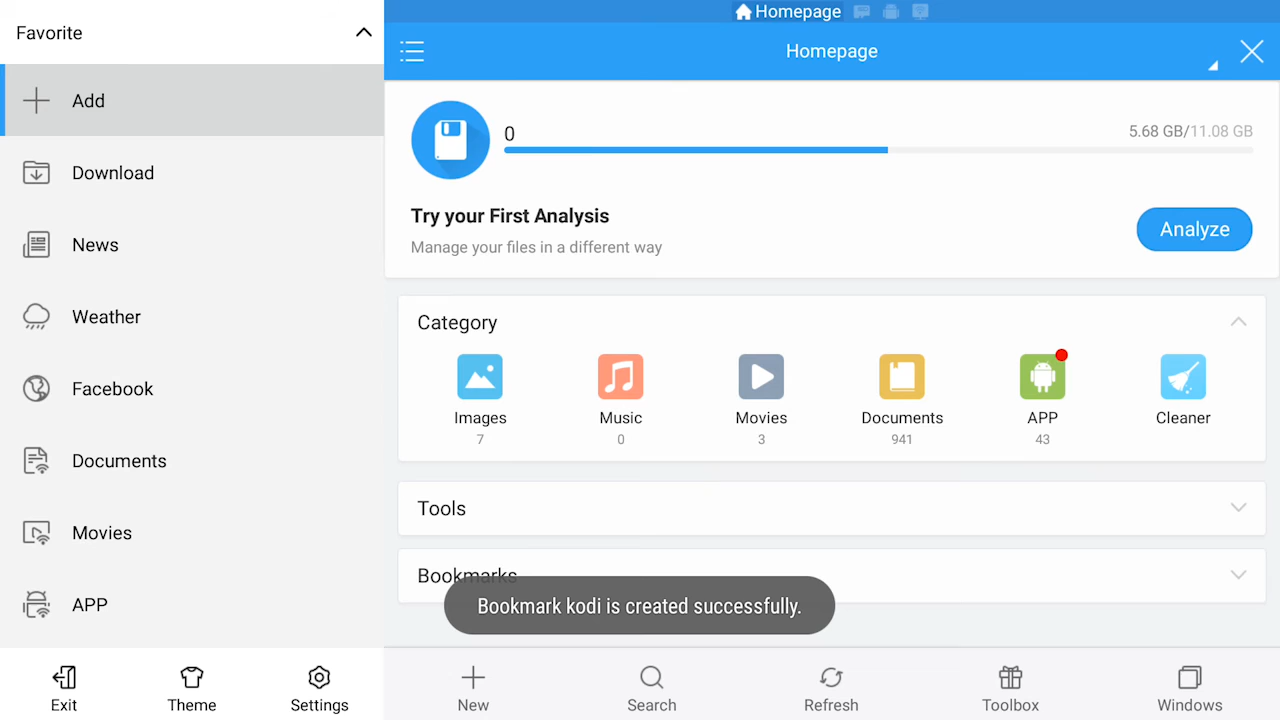 Favorite
Add
Download
News
Weather
Facebook
Documents
Movies
APP
Exit
Theme
Settings
Homepage
Homepage
0
5.68 GB/11.08 GB
Try your First Analysis
Manage your files in a different way
Analyze
Category
Images
7
Music
0
Movies
3
Documents
941
APP
43
Cleaner
Tools
Bookmarks
Bookmark kodi is created successfully.
New
Search
Refresh
Toolbox
Windows